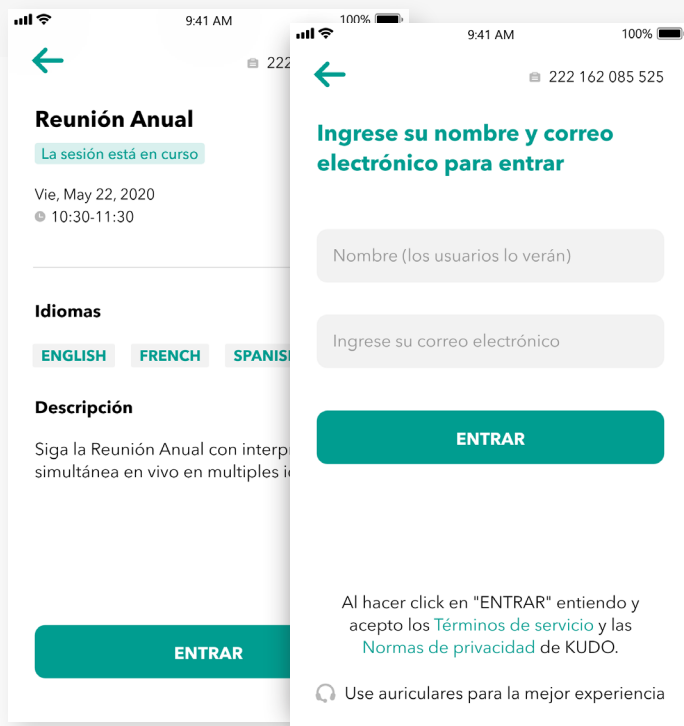 9:41 AM
100%
222
Reunión Anual
La sesión está en curso
Vie, May 22, 2020
10:30-11:30
Idiomas
ENGLISH FRENCH SPANIS
Descripción
Siga la Reunión Anual con interp
simultánea en vivo en multiples i
ENTRAR
9:41 AM
100%
222 162 085 525
Ingrese su nombre y correo
electrónico para entrar
Nombre (los usuarios lo verán)
Ingrese su correo electrónico
ENTRAR
Al hacer click en "ENTRAR" entiendo y
acepto los Términos de servicio y las
Normas de privacidad de KUDO.
Use auriculares para la mejor experiencia